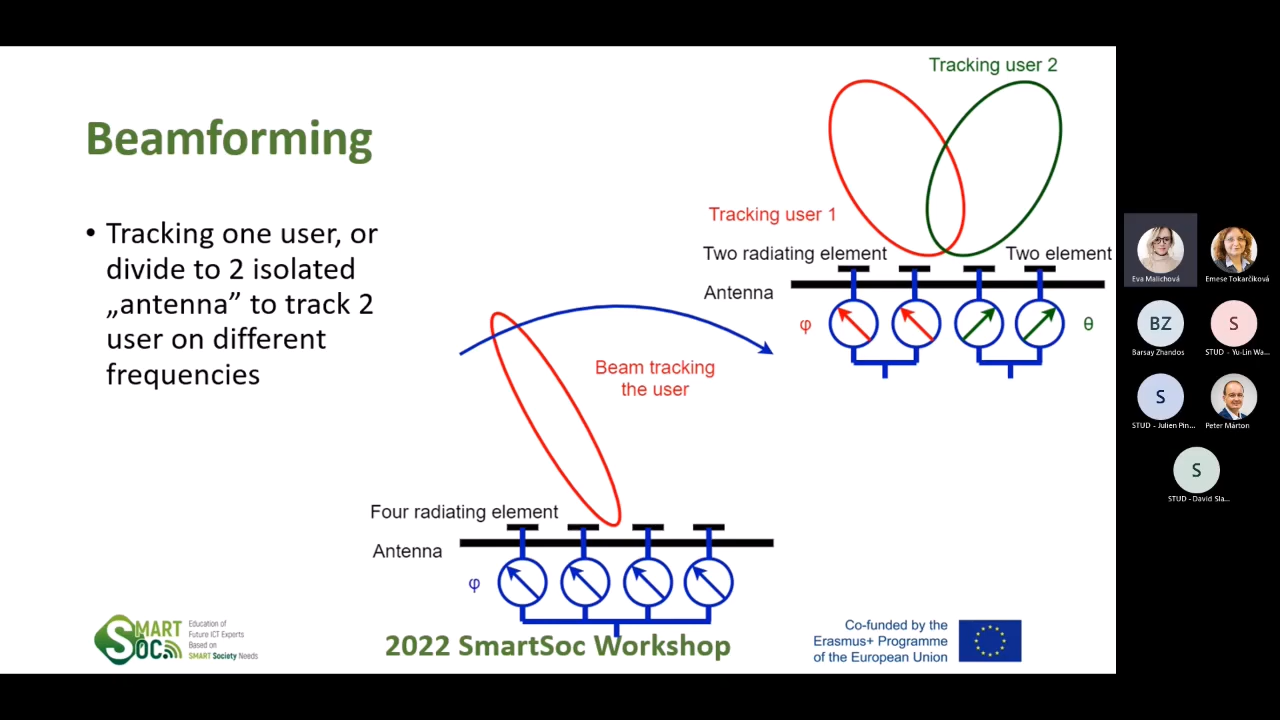 Beamforming
• Tracking one user, or
divide to 2 isolated
„antenna” to track 2
user on different
frequencies
Tracking user 2
Tracking user 1
Two radiating element
Two element
Antenna
φ
θ
Beam tracking
the user
Four radiating element
Antenna
φ
SMART
SOC
Education of
Future ICT Experts
Based on
SMART Society Needs
2022 SmartSoc Workshop
Co-funded by the
Erasmus+ Programme
of the European Union
Eva Malichová
Emese Tokarčíková
BZ
Barsay Zhandos
S
STUD - Yu-Lin Wa...
S
STUD - Julien Pin...
Peter Márton
S
STUD - David Sla...